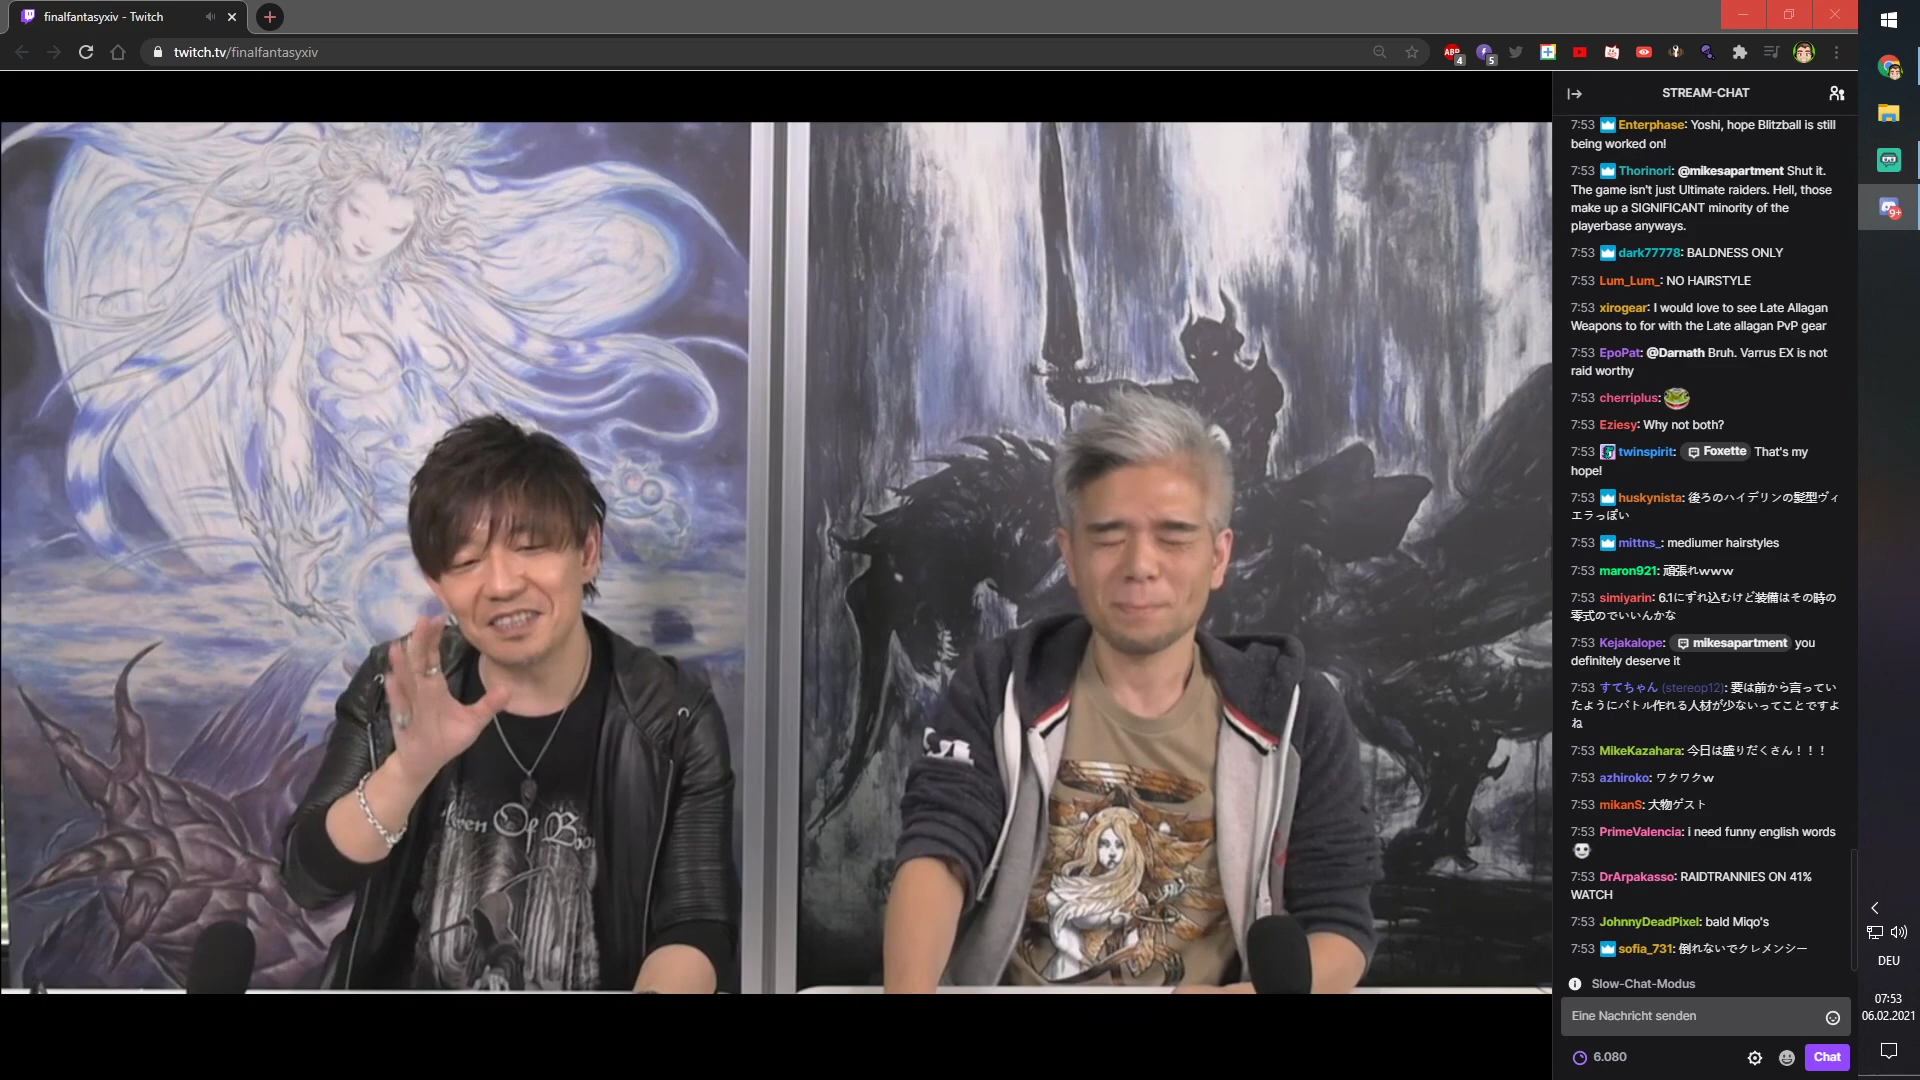 finalfantasyxiv - Twitch
twitch.tv/finalfantasyxiv
ABP
4
5
STREAM-CHAT
7:53 Enterphase: Yoshi, hope Blitzball is still
being worked on!
7:53 Thorinori: @mikesapartment Shut it.
The game isn't just Ultimate raiders. Hell, those
make up a SIGNIFICANT minority of the
playerbase anyways.
7:53 dark77778: BALDNESS ONLY
7:53 Lum_Lum_: NO HAIRSTYLE
7:53 xirogear: I would love to see Late Allagan
Weapons to for with the Late allagan PvP gear
7:53 EpoPat: @Darnath Bruh. Varrus EX is not
raid worthy
7:53 cherriplus:
7:53 Eziesy: Why not both?
7:53 twinspirit: Foxette That's my
hope!
7:53 huskynista: 後ろのハイデリンの髪型ヴィ
エラっぽい
7:53 mittns_: mediumer hairstyles
7:53 maron921: 頑張れwww
7:53 simiyarin: 6.1にずれ込むけど装備はその時の
零式のでいいんかな
7:53 Kejakalope: mikesapartment you
definitely deserve it
7:53 すてちゃん (stereop12): 要は前から言ってい
たようにバトル作れる人材が少ないってことですよ
ね
7:53 MikeKazahara: 今日は盛りだくさん！！！
7:53 azhiroko: ワクワクw
7:53 mikanS: 大物ゲスト
7:53 PrimeValencia: i need funny english words
7:53 DrArpakasso: RAIDTRANNIES ON 41%
WATCH
7:53 JohnnyDeadPixel: bald Miqo's
7:53 sofia_731: 倒れないでクレメンシー
Slow-Chat-Modus
Eine Nachricht senden
6.080
Chat
9+
DEU
07:53
06.02.2021